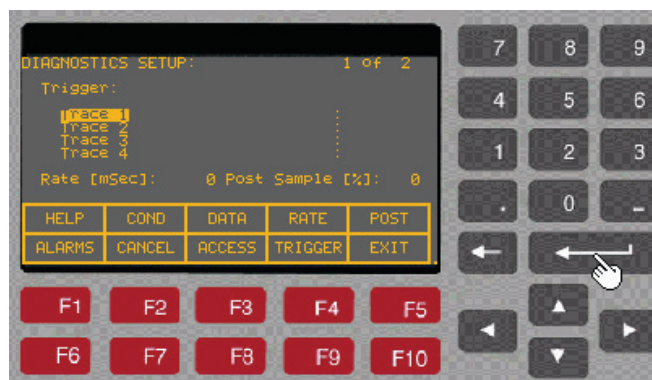 DIAGNOSTICS SETUP: 1 of 2
Trigger:
Trace 1 :
Trace 2 :
Trace 3 :
Trace 4 :
Rate [mSec]: 0 Post Sample [%]: 0
HELP COND DATA RATE POST
ALARMS CANCEL ACCESS TRIGGER EXIT
F1 F2 F3 F4 F5
F6 F7 F8 F9 F10
7 8 9
4 5 6
1 2 3
. 0 -